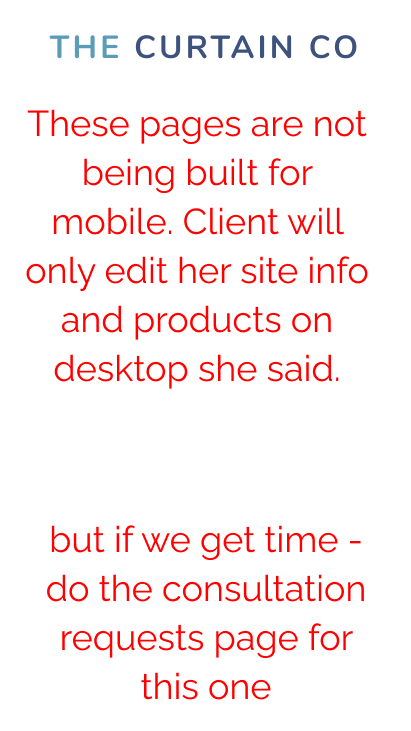 THE CURTAIN CO
These pages are not
being built for
mobile. Client will
only edit her site info
and products on
desktop she said.
but if we get time -
do the consultation
requests page for
this one